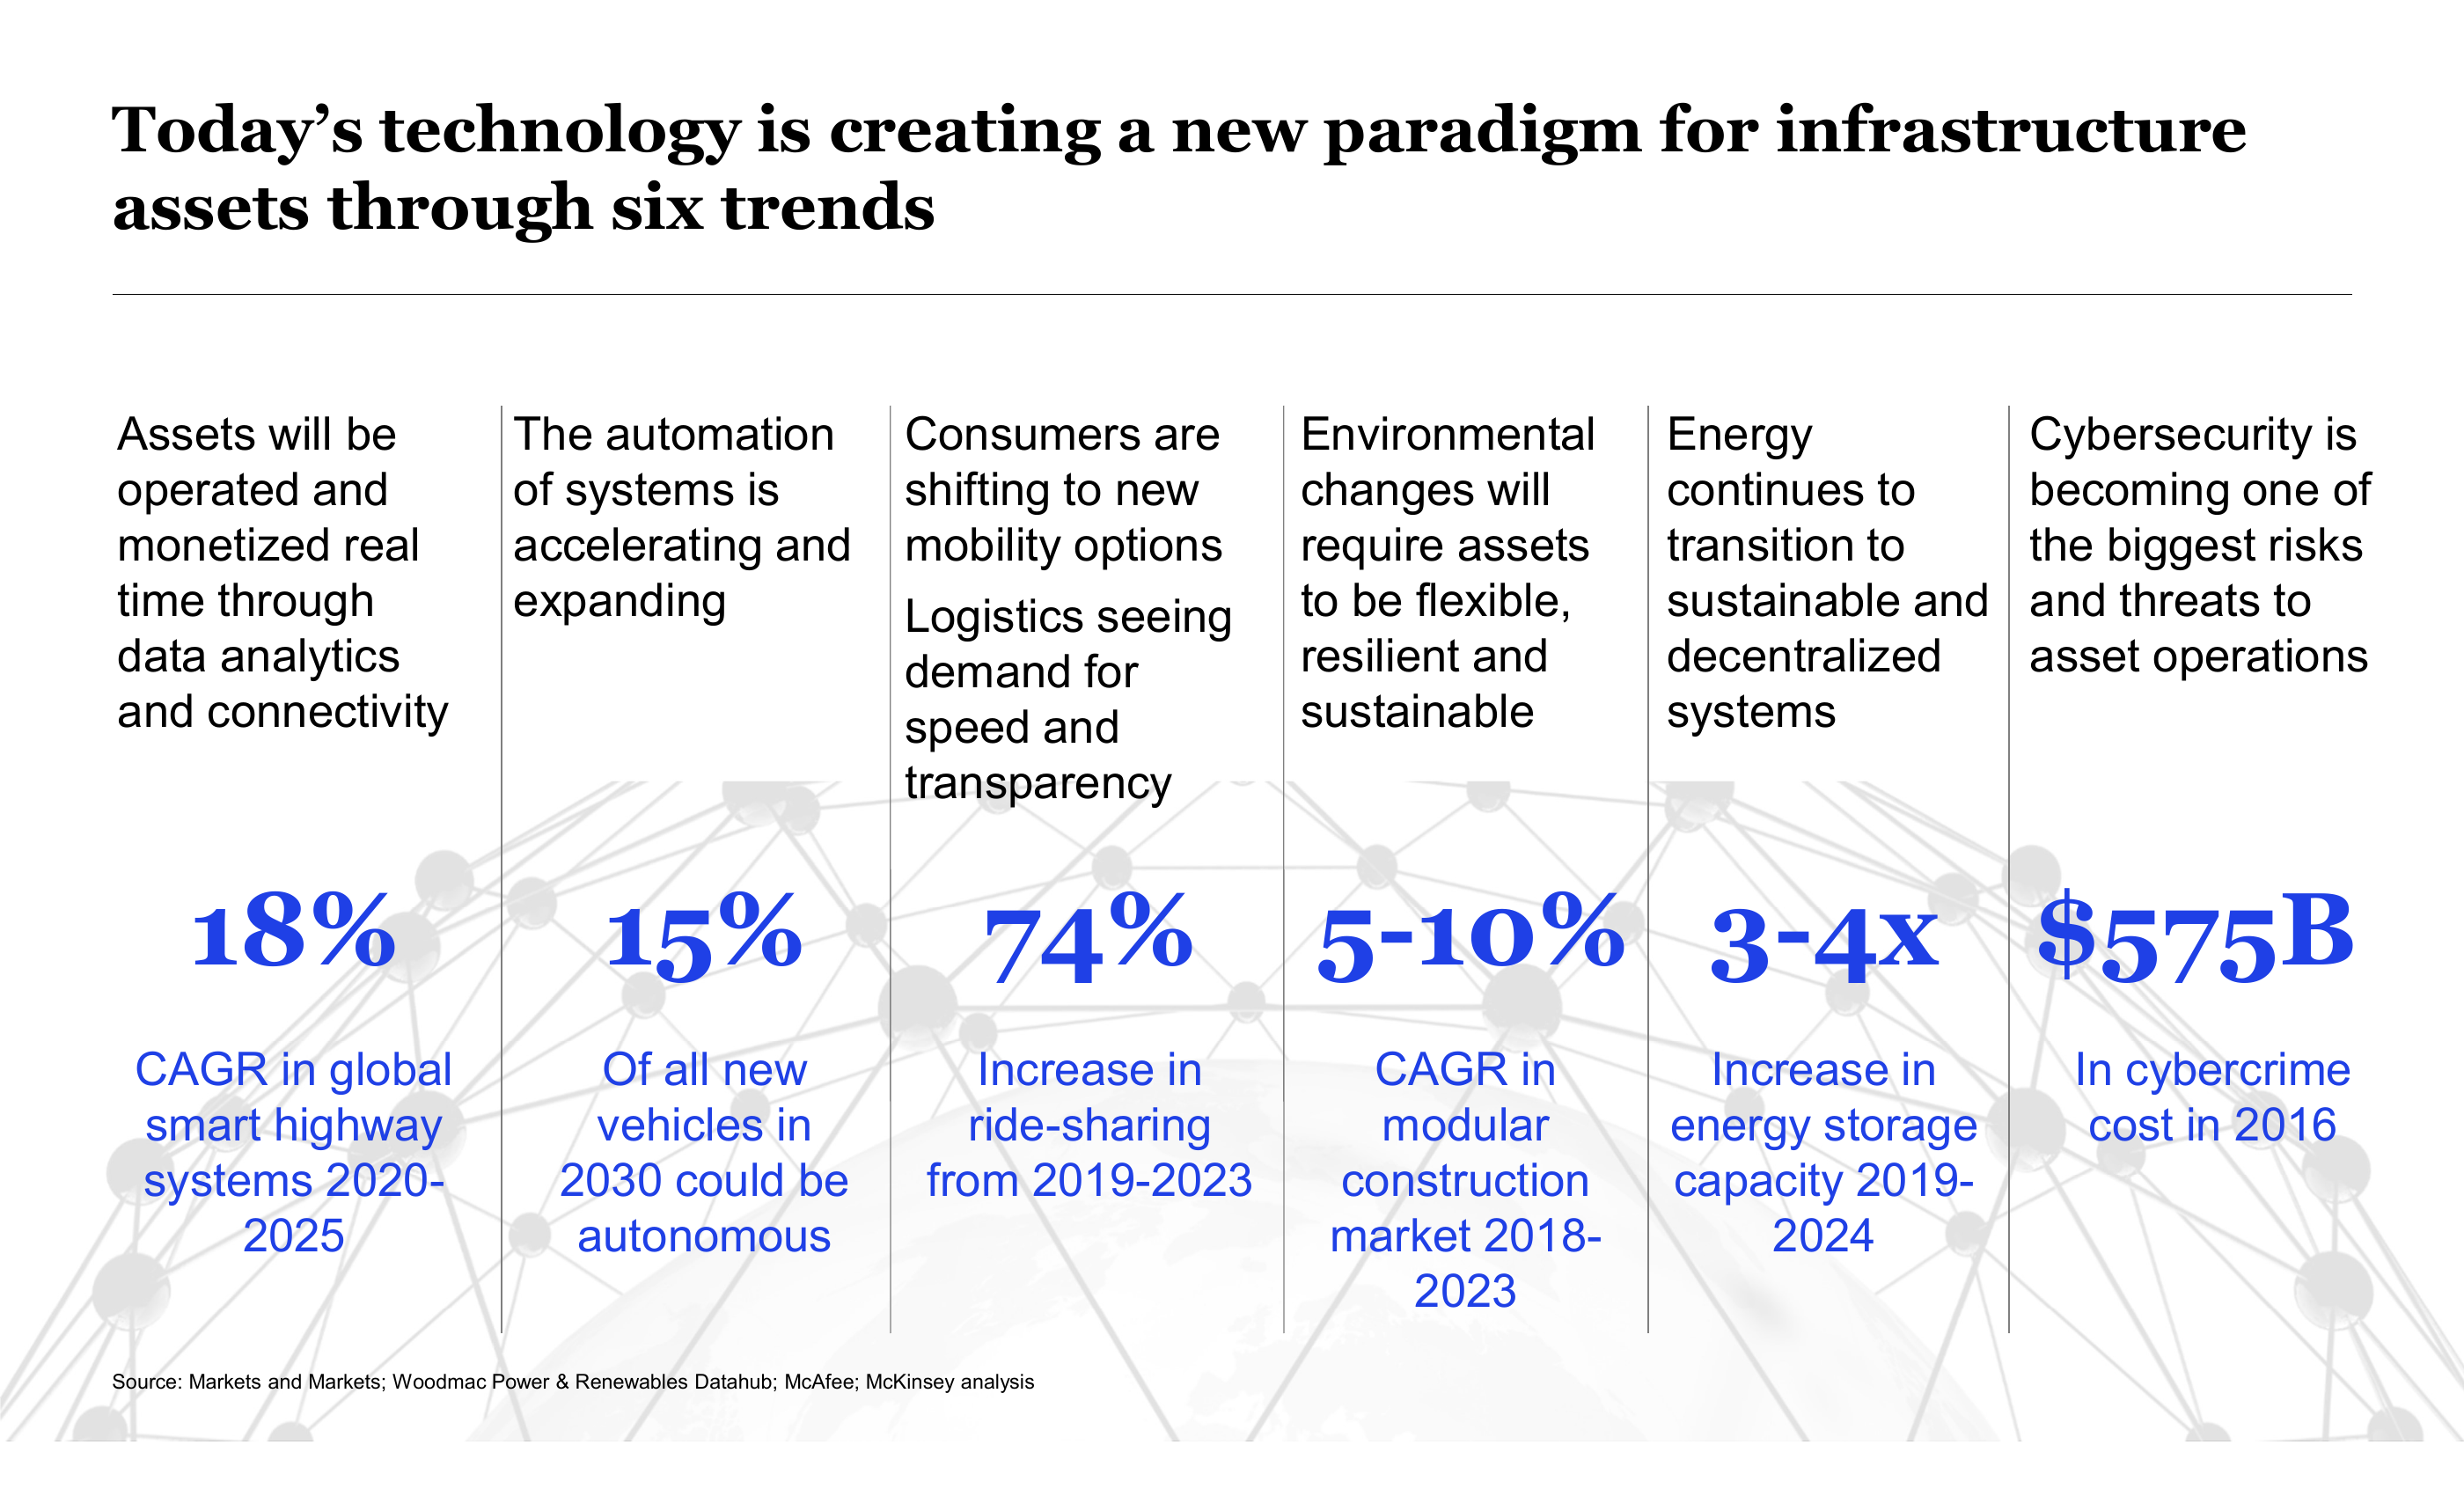 Today’s technology is creating a new paradigm for infrastructure
assets through six trends
Assets will be
operated and
monetized real
time through
data analytics
and connectivity
18%
CAGR in global
smart highway
systems 2020-
2025
The automation
of systems is
accelerating and
expanding
15%
Of all new
vehicles in
2030 could be
autonomous
Consumers are
shifting to new
mobility options
Logistics seeing
demand for
speed and
transparency
74%
Increase in
ride-sharing
from 2019-2023
Environmental
changes will
require assets
to be flexible,
resilient and
sustainable
5-10%
CAGR in
modular
construction
market 2018-
2023
Energy
continues to
transition to
sustainable and
decentralized
systems
3-4x
Increase in
energy storage
capacity 2019-
2024
Cybersecurity is
becoming one of
the biggest risks
and threats to
asset operations
$575B
In cybercrime
cost in 2016
Source: Markets and Markets; Woodmac Power & Renewables Datahub; McAfee; McKinsey analysis